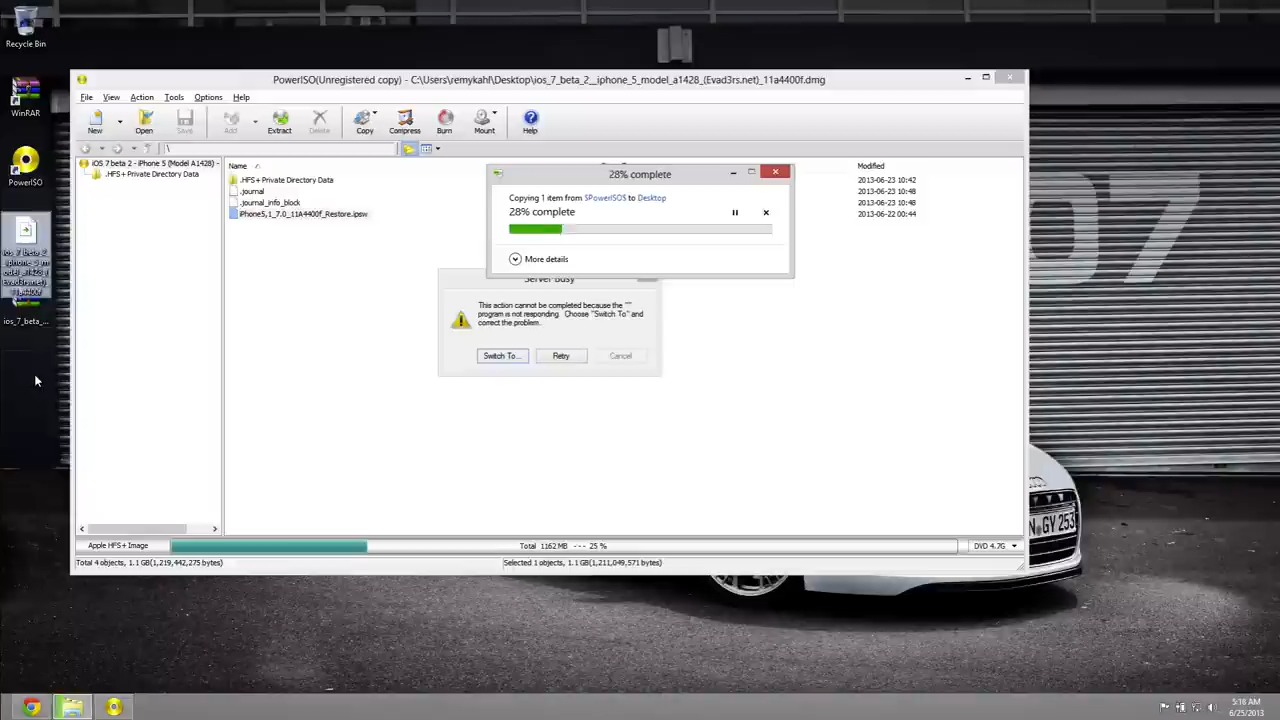 Recycle Bin
WinRAR
PowerISO
ios_7_beta_...
PowerISO(Unregistered copy) - C:\Users\remykahl\Desktop\ios_7_beta_2__iphone_5_model_a1428_(Evad3rs.net)_11a4400f.dmg
File View Action Tools Options Help
New Open Save Add Extract Delete Copy Compress Burn Mount Help
\
iOS 7 beta 2 - iPhone 5 (Model A1428) -
.HFS+ Private Directory Data
Name Modified
.HFS+ Private Directory Data 2013-06-23 10:42
.journal 2013-06-23 10:48
.journal_info_block 2013-06-23 10:48
iPhone5,1_7.0_11A4400f_Restore.ipsw 2013-06-22 00:44
28% complete
Copying 1 item from $PowerISO$ to Desktop
28% complete
More details
Server Busy
This action cannot be completed because the ""
program is not responding. Choose "Switch To" and
correct the problem.
Switch To... Retry Cancel
Apple HFS+ Image Total 1162 MB --- 25 % DVD 4.7G
Total 4 objects, 1.1 GB(1,219,442,275 bytes) Selected 1 objects, 1.1 GB(1,211,049,571 bytes)
07
N GY 253
5:16 AM
6/25/2013